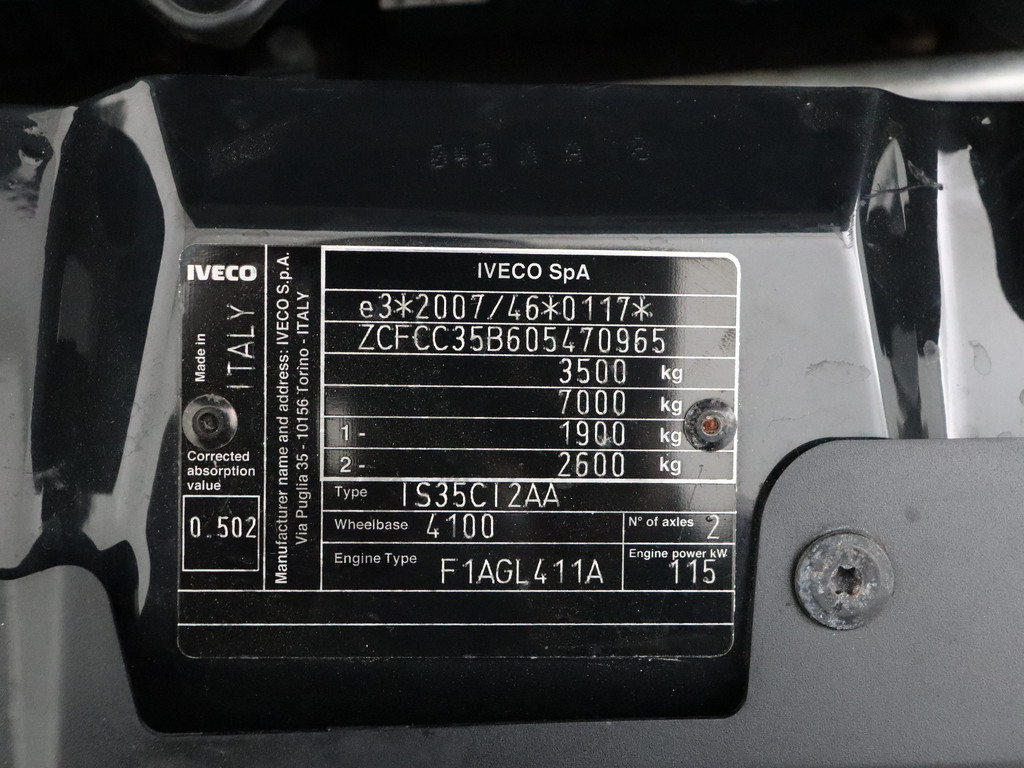 IVECO
Made in
ITALY
Corrected
absorption
value
0.502
Manufacturer name and address: IVECO S.p.A.
Via Puglia 35 - 10156 Torino - ITALY
IVECO SpA
e3*2007/46*0117*
ZCFCC35B605470965
3500 kg
7000 kg
1 - 1900 kg
2 - 2600 kg
Type IS35CI2AA
Wheelbase 4100
N° of axles 2
Engine Type F1AGL411A
Engine power kW
115